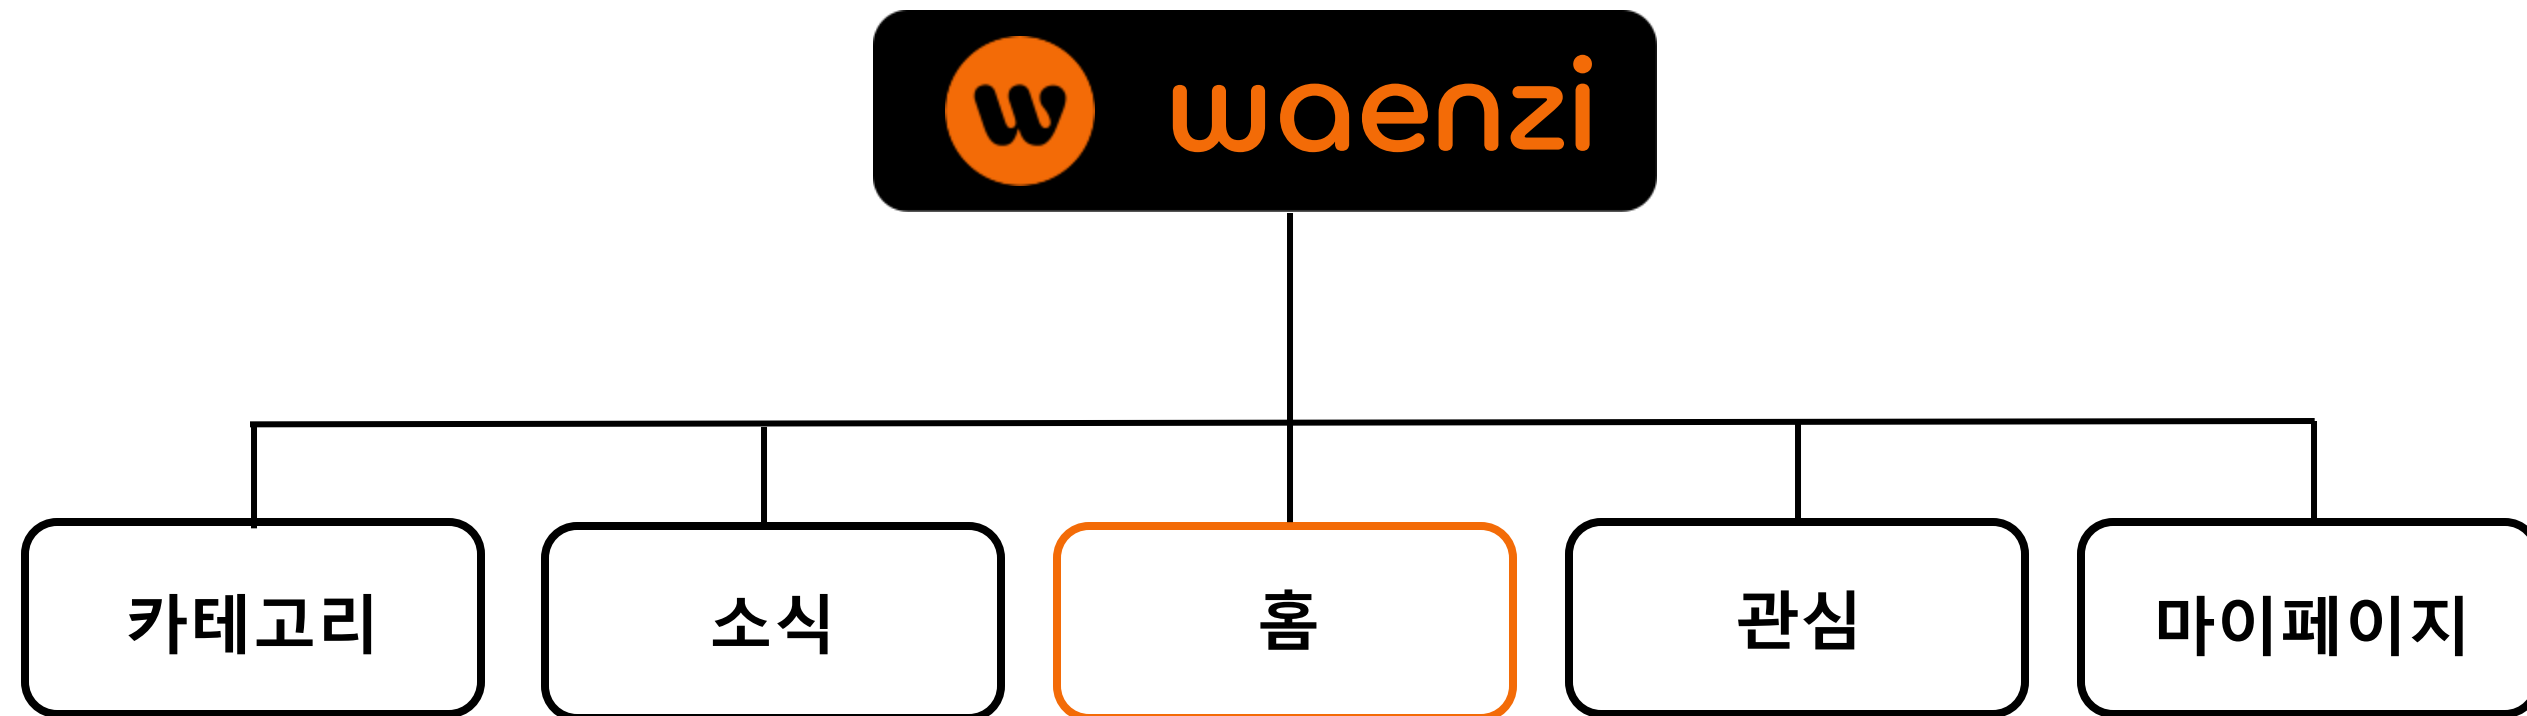 w waenzi
카테고리
소식
홈
관심
마이페이지